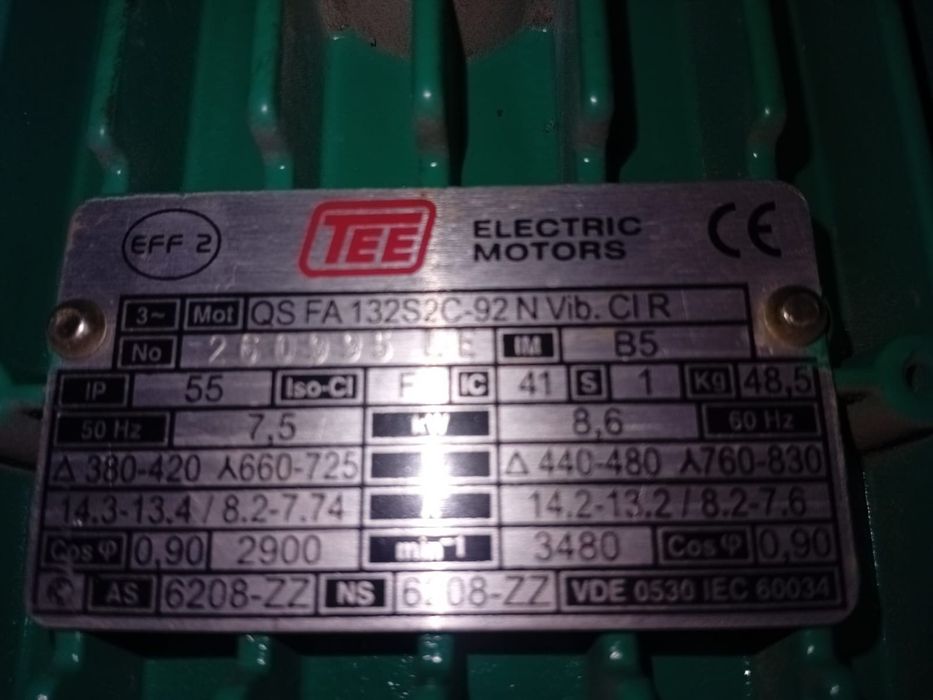 EFF 2 TEE ELECTRIC MOTORS CE
3~ Mot QS FA 132S2C-92 N Vib. Cl R
No IM B5
IP 55 Iso-Cl F IC 41 S 1 Kg 48,5
50 Hz 7,5 kW 8,6 60 Hz
Δ 380-420 ⅄ 660-725 Δ 440-480 ⅄ 760-830
14.3-13.4 / 8.2-7.74 14.2-13.2 / 8.2-7.6
Cos φ 0,90 2900 min-1 3480 Cos φ 0,90
AS 6208-ZZ NS 6208-ZZ VDE 0530 IEC 60034